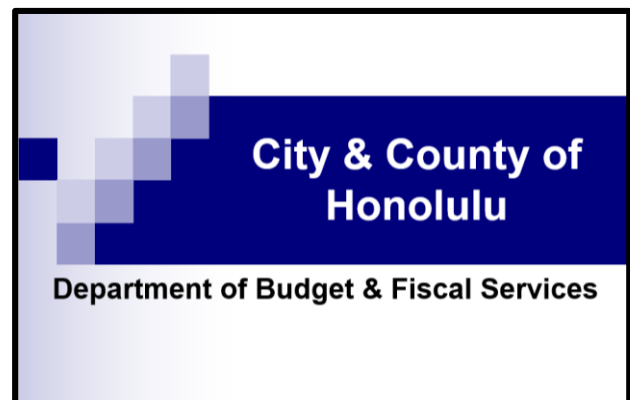 City & County of
Honolulu
Department of Budget & Fiscal Services